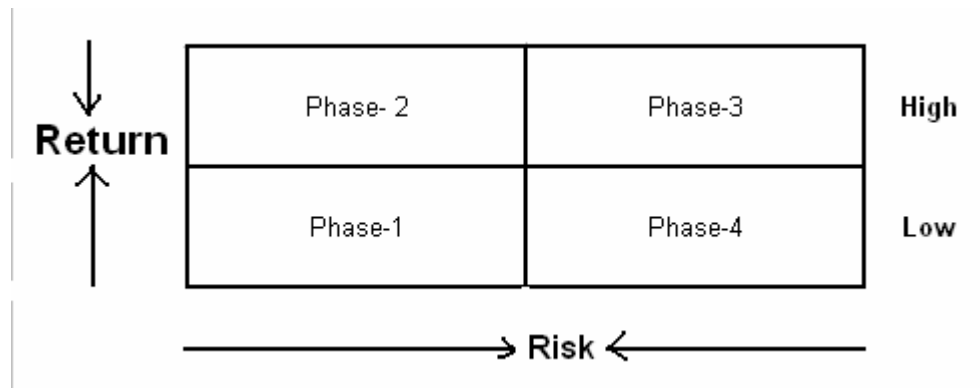 Phase- 2
Phase-3
High
Return
Phase-1
Phase-4
Low
Risk